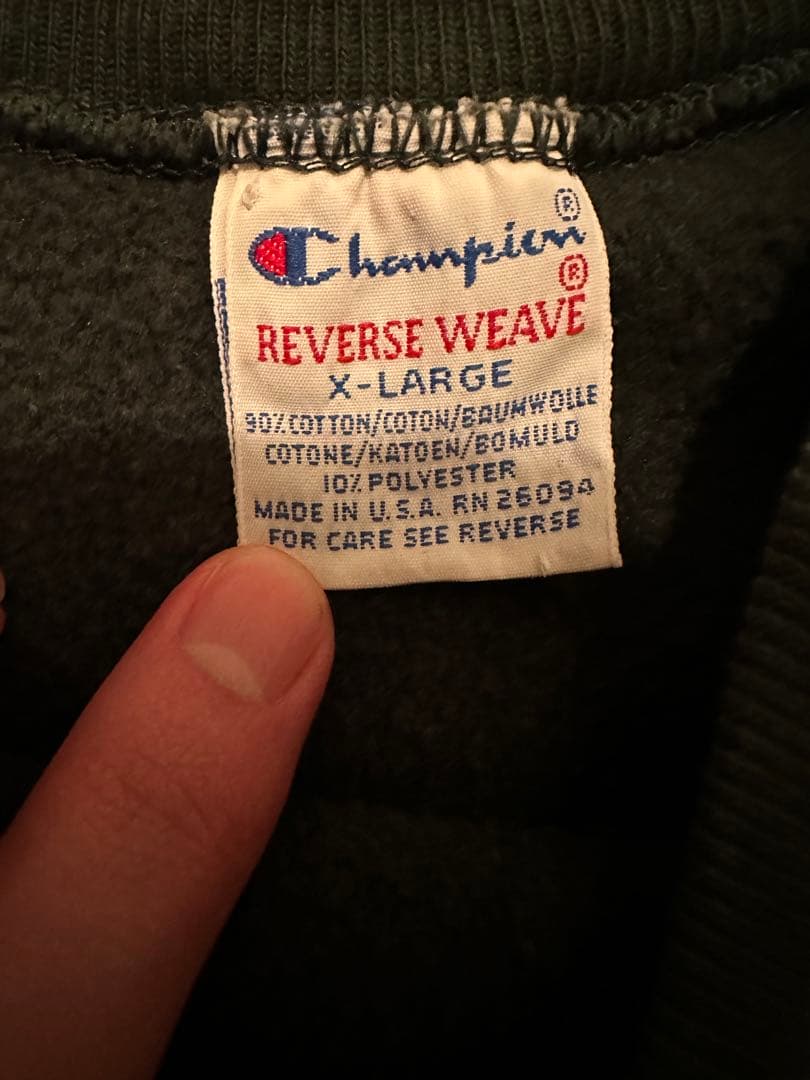 ®
Champion
®
REVERSE WEAVE
X-LARGE
90% COTTON/COTON/BAUMWOLLE
COTONE/KATOEN/BOMULD
10% POLYESTER
MADE IN U.S.A. RN 26094
FOR CARE SEE REVERSE